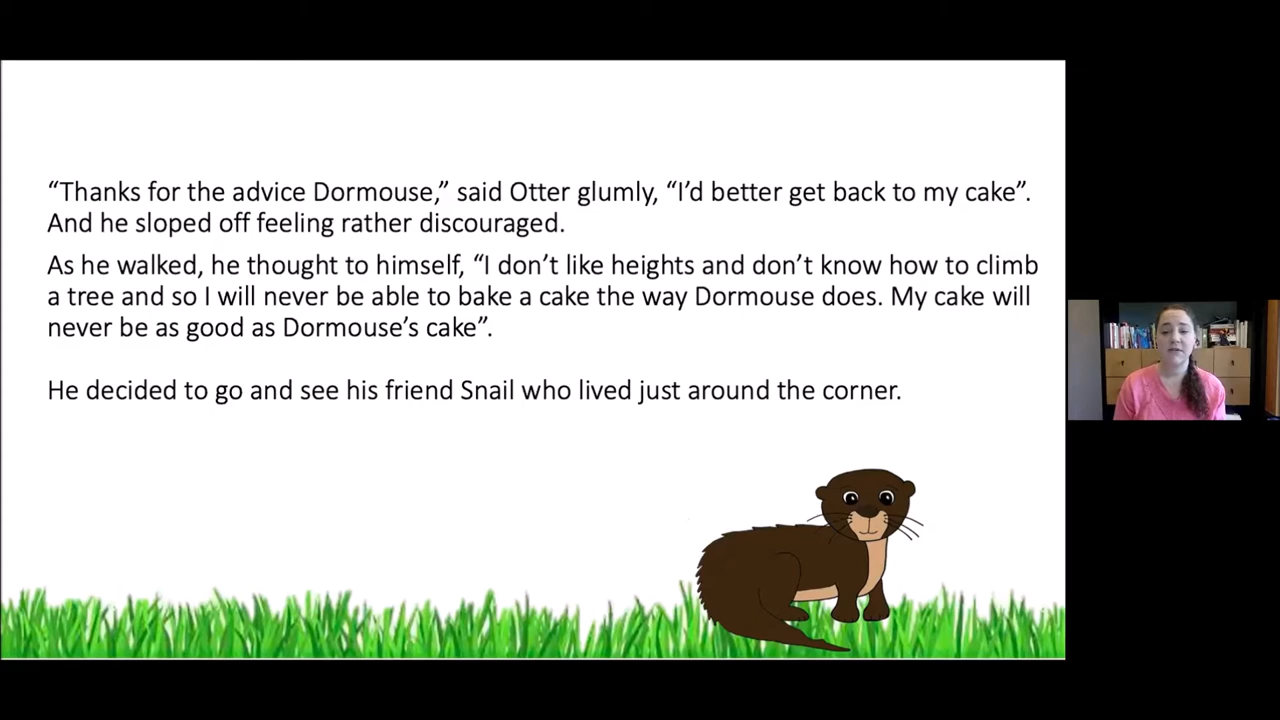 “Thanks for the advice Dormouse,” said Otter glumly, “I’d better get back to my cake”.
And he sloped off feeling rather discouraged.
As he walked, he thought to himself, “I don’t like heights and don’t know how to climb
a tree and so I will never be able to bake a cake the way Dormouse does. My cake will
never be as good as Dormouse’s cake”.
He decided to go and see his friend Snail who lived just around the corner.